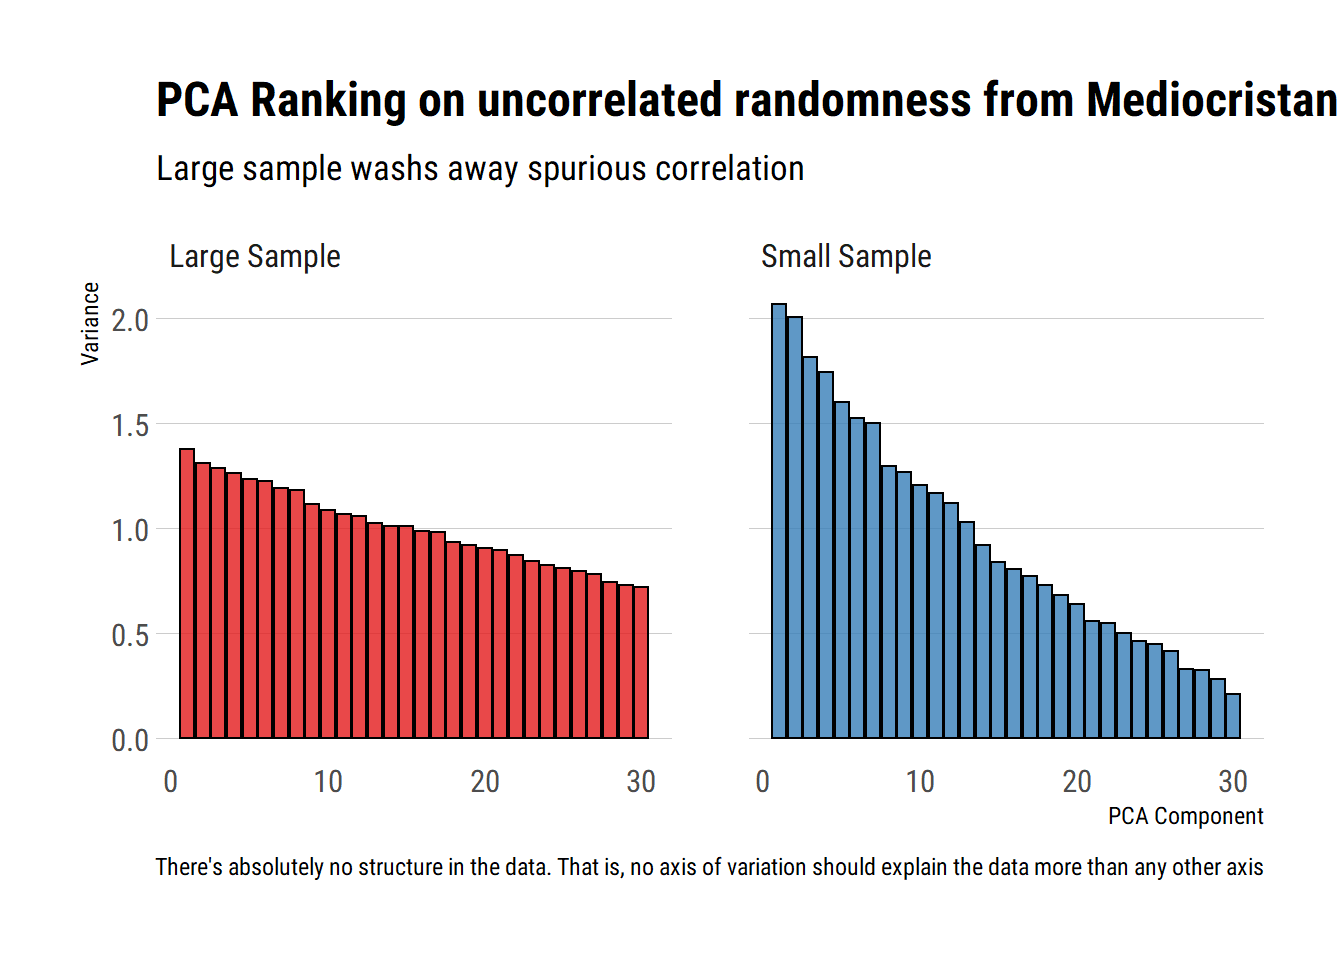 PCA Ranking on uncorrelated randomness from Mediocristan
Large sample washs away spurious correlation
Large Sample
Small Sample
Variance
2.0
1.5
1.0
0.5
0.0
0 10 20 30
0 10 20 30
PCA Component
There's absolutely no structure in the data. That is, no axis of variation should explain the data more than any other axis